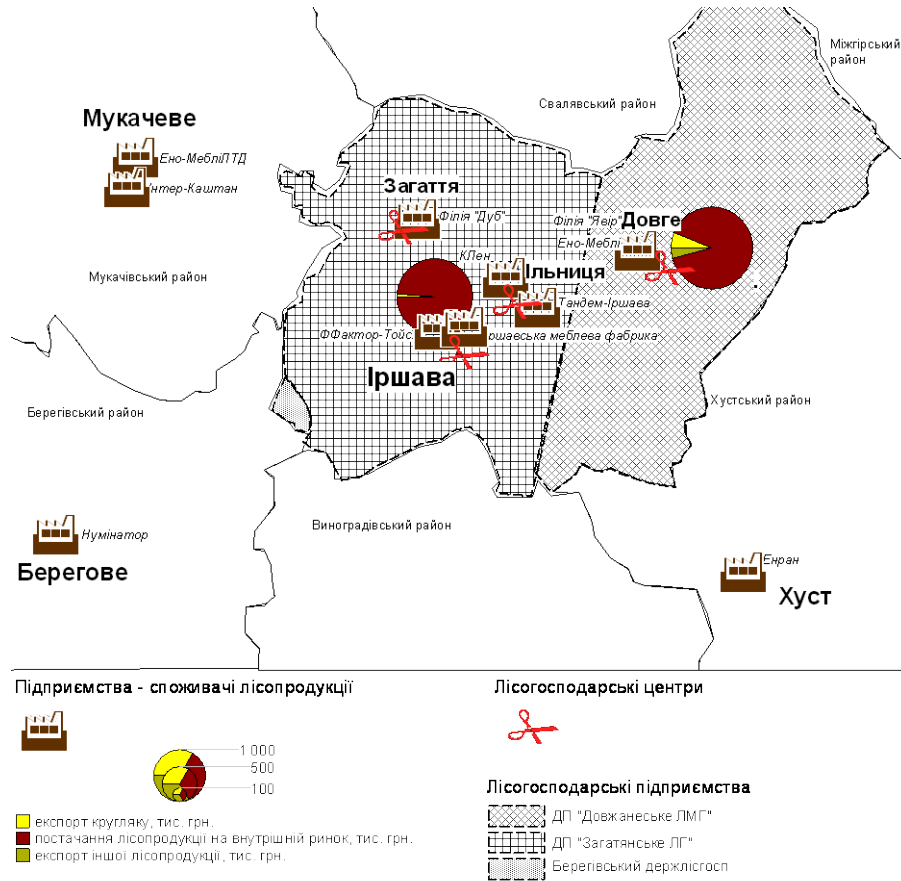 Міжгірський
район
Свалявський район
Мукачеве
Ено-МебліПТД
Інтер-Каштан
Загаття
Філія "Дуб"
Філія "Явір"
Довге
Ено-Меблі
КЛен
Ільниця
Мукачівський район
Тандем-Іршава
ФФактор-Тойс
ршавська меблева фабрика
Іршава
Хустський район
Берегівський район
Виноградівський район
Нумінатор
Берегове
Енран
Хуст
Підприємства - споживачі лісопродукції
Лісогосподарські центри
1 000
500
100
Лісогосподарські підприємства
експорт кругляку, тис. грн.
постачання лісопродукції на внутрішній ринок, тис. грн.
експорт іншої лісопродукції, тис. грн.
ДП "Довжанеське ЛМГ"
ДП "Загатянське ЛГ"
Берегівський держлісгосп